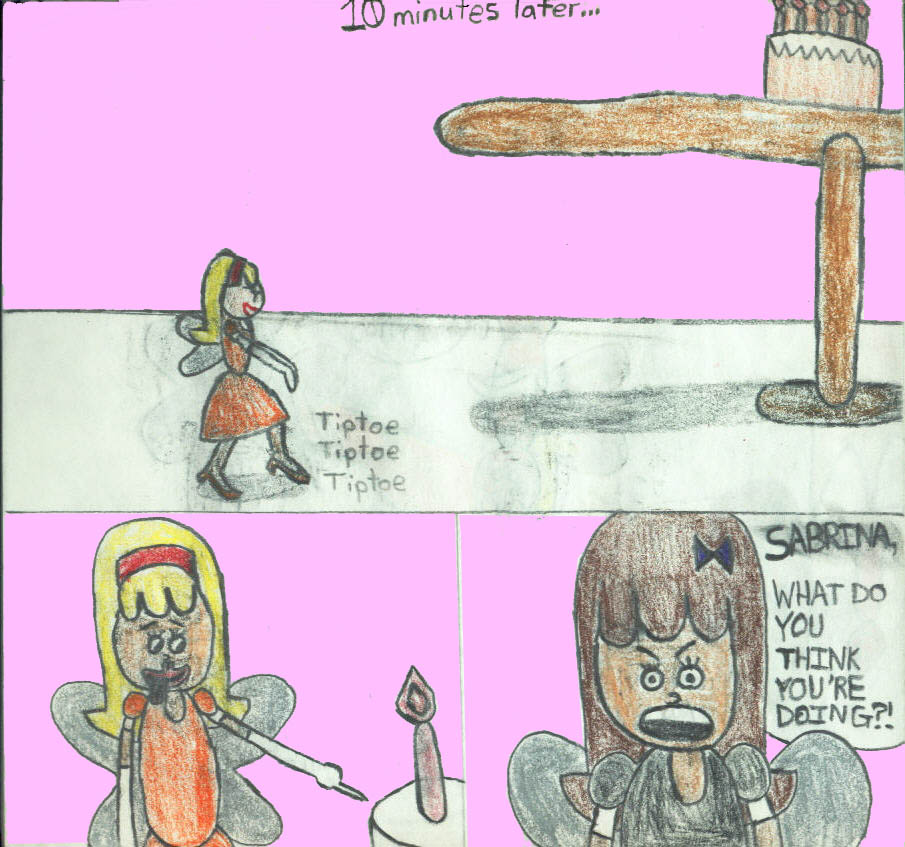 10 minutes later...
Tiptoe
Tiptoe
Tiptoe
SABRINA,
WHAT DO
YOU
THINK
YOU'RE
DOING?!